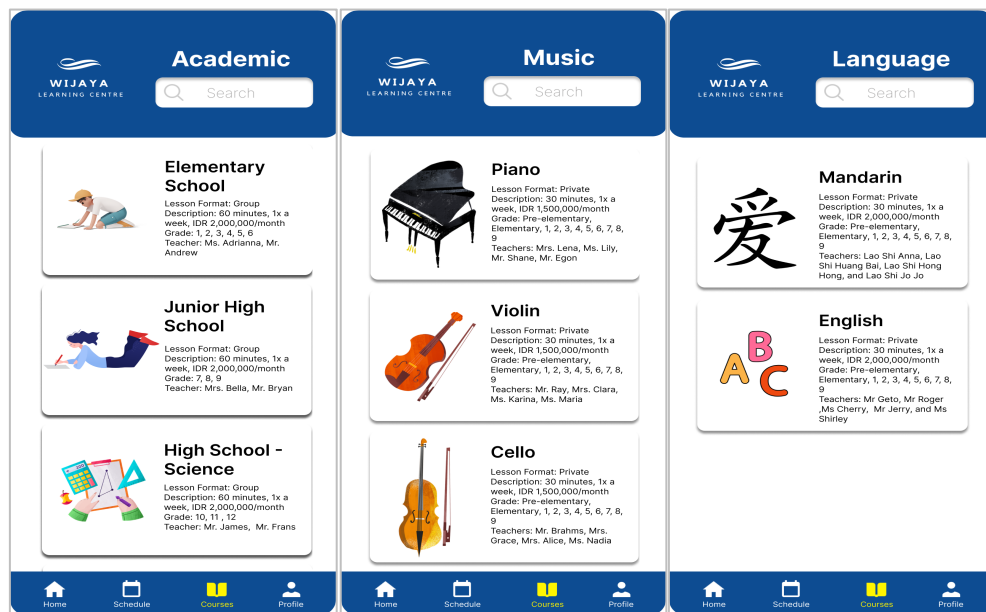 Academic
WIJAYA
LEARNING CENTRE
Search
Elementary
School
Lesson Format: Group
Description: 60 minutes, 1x a
week, IDR 2,000,000/month
Grade: 1, 2, 3, 4, 5, 6
Teacher: Ms. Adrianna, Mr.
Andrew
Junior High
School
Lesson Format: Group
Description: 60 minutes, 1x a
week, IDR 2,000,000/month
Grade: 7, 8, 9
Teacher: Mrs. Bella, Mr. Bryan
High School -
Science
Lesson Format: Group
Description: 60 minutes, 1x a
week, IDR 2,000,000/month
Grade: 10, 11 , 12
Teacher: Mr. James,  Mr. Frans
Home
Schedule
Courses
Profile
Music
WIJAYA
LEARNING CENTRE
Search
Piano
Lesson Format: Private
Description: 30 minutes, 1x a
week, IDR 1,500,000/month
Grade: Pre-elementary,
Elementary, 1, 2, 3, 4, 5, 6, 7, 8,
9
Teachers: Mrs. Lena, Ms. Lily,
Mr. Shane, Mr. Egon
Violin
Lesson Format: Private
Description: 30 minutes, 1x a
week, IDR 1,500,000/month
Grade: Pre-elementary,
Elementary, 1, 2, 3, 4, 5, 6, 7, 8,
9
Teachers: Mr. Ray, Mrs. Clara,
Ms. Karina, Ms. Maria
Cello
Lesson Format: Private
Description: 30 minutes, 1x a
week, IDR 1,500,000/month
Grade: Pre-elementary,
Elementary, 1, 2, 3, 4, 5, 6, 7, 8,
9
Teachers: Mr. Brahms, Mrs.
Grace, Mrs. Alice, Ms. Nadia
Home
Schedule
Courses
Profile
Language
WIJAYA
LEARNING CENTRE
Search
爱
Mandarin
Lesson Format: Private
Description: 30 minutes, 1x a
week, IDR 2,000,000/month
Grade: Pre-elementary,
Elementary, 1, 2, 3, 4, 5, 6, 7, 8,
9
Teachers: Lao Shi Anna, Lao
Shi Huang Bai, Lao Shi Hong
Hong, and Lao Shi Jo Jo
A B C
English
Lesson Format: Private
Description: 30 minutes, 1x a
week, IDR 2,000,000/month
Grade: Pre-elementary,
Elementary, 1, 2, 3, 4, 5, 6, 7, 8,
9
Teachers: Mr Geto, Mr Roger
,Ms Cherry,  Mr Jerry, and Ms
Shirley
Home
Schedule
Courses
Profile